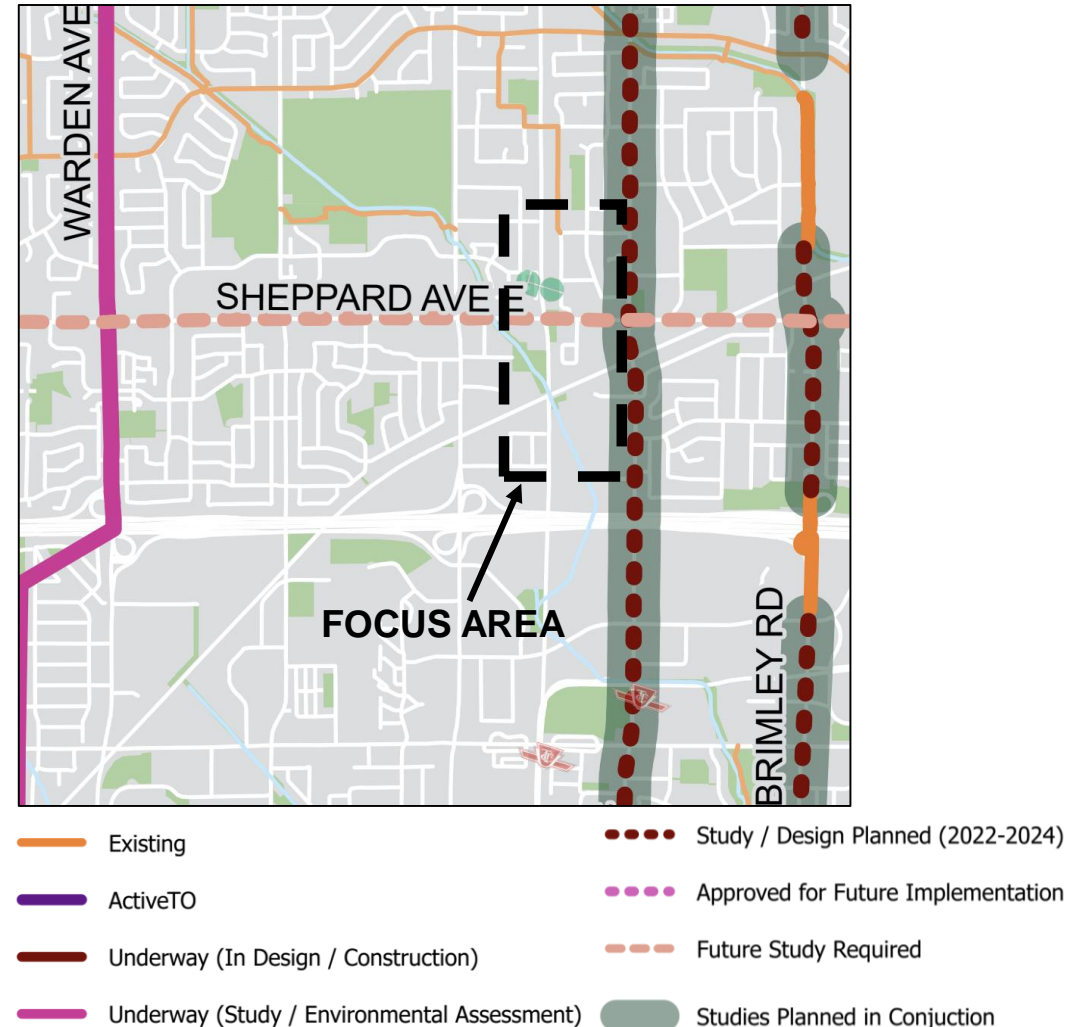 WARDEN AVE
SHEPPARD AVE E
FOCUS AREA
BRIMLEY RD
Existing
ActiveTO
Underway (In Design / Construction)
Underway (Study / Environmental Assessment)
Study / Design Planned (2022-2024)
Approved for Future Implementation
Future Study Required
Studies Planned in Conjuction